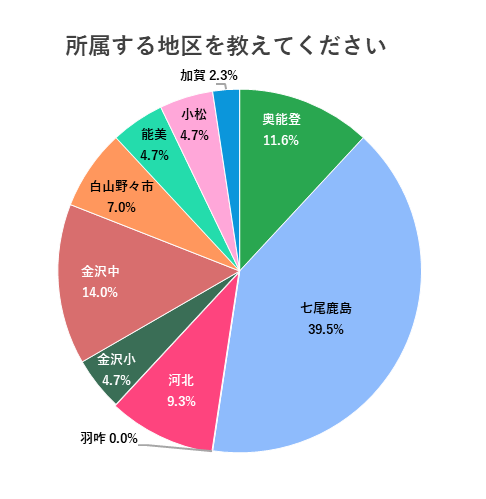 所属する地区を教えてください
加賀 2.3%
奥能登
11.6%
七尾鹿島
39.5%
羽咋 0.0%
河北
9.3%
金沢小
4.7%
金沢中
14.0%
白山野々市
7.0%
能美
4.7%
小松
4.7%